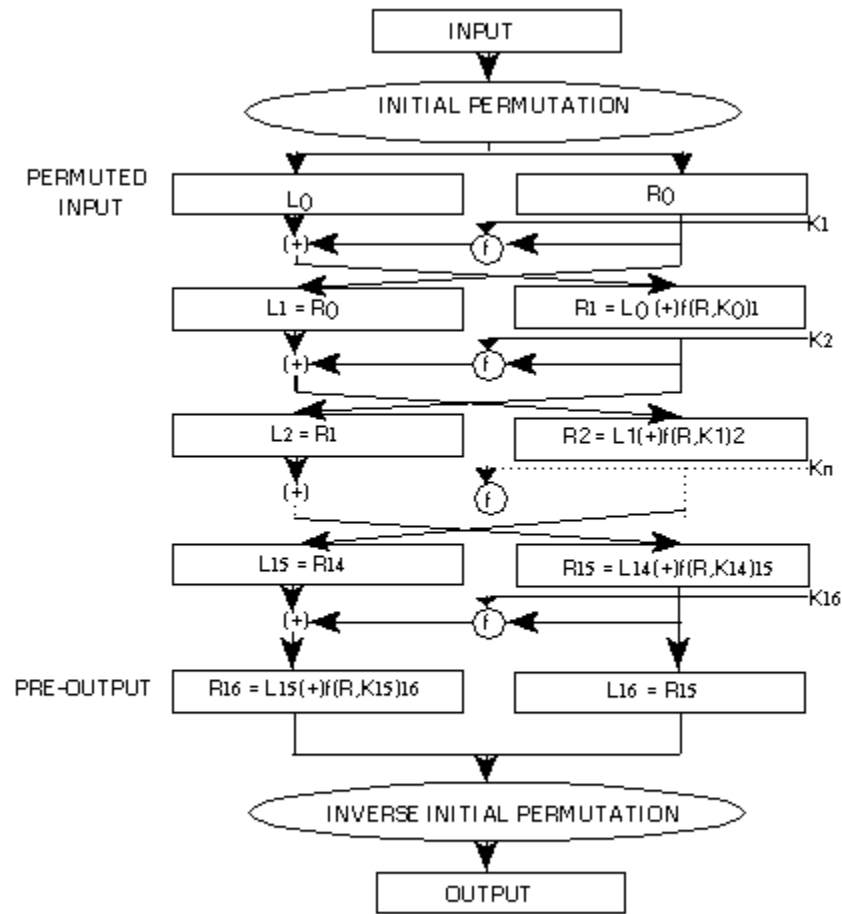 INPUT
INITIAL PERMUTATION
PERMUTED
INPUT
L0
R0
K1
(+)
f
L1 = R0
R1 = L0 (+)f(R,K0)1
K2
(+)
f
L2 = R1
R2 = L1(+)f(R,K1)2
Kn
(+)
f
L15 = R14
R15 = L14(+)f(R,K14)15
K16
(+)
f
PRE-OUTPUT
R16 = L15(+)f(R,K15)16
L16 = R15
INVERSE INITIAL PERMUTATION
OUTPUT